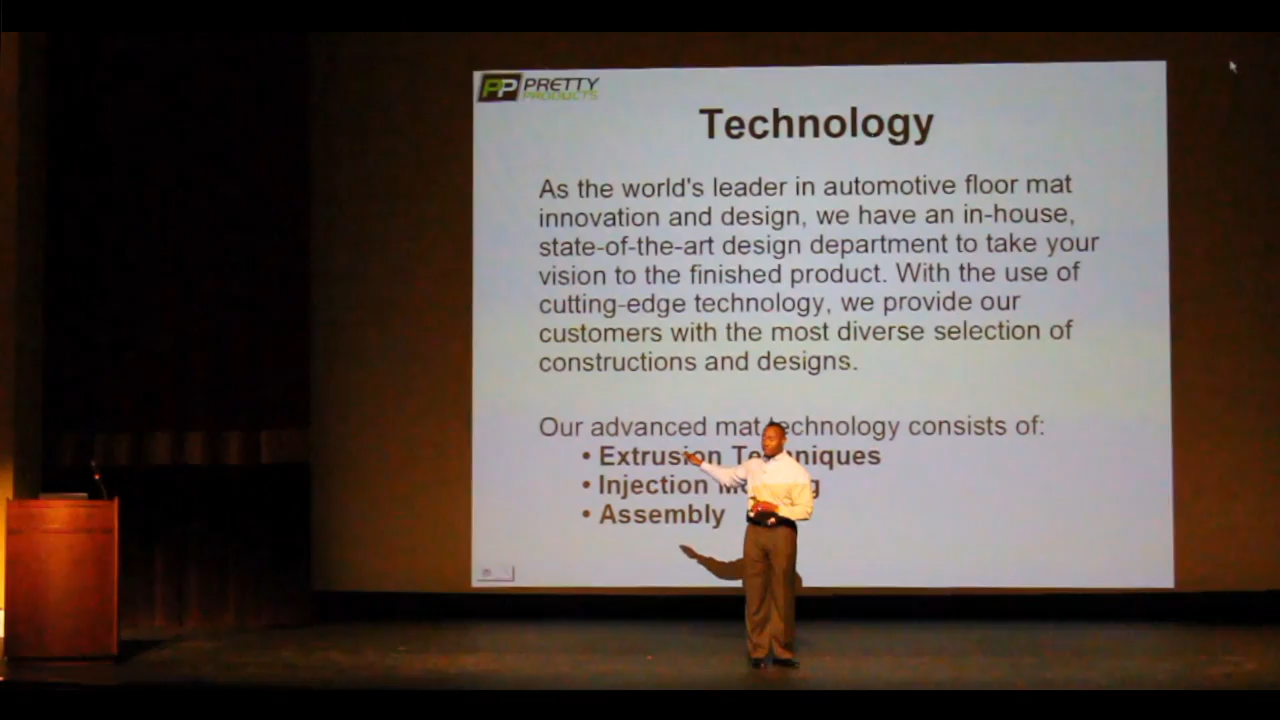 PP PRETTY
PRODUCTS
Technology
As the world's leader in automotive floor mat
innovation and design, we have an in-house,
state-of-the-art design department to take your
vision to the finished product. With the use of
cutting-edge technology, we provide our
customers with the most diverse selection of
constructions and designs.
Our advanced mat technology consists of:
• Extrusion Techniques
• Injection
• Assembly